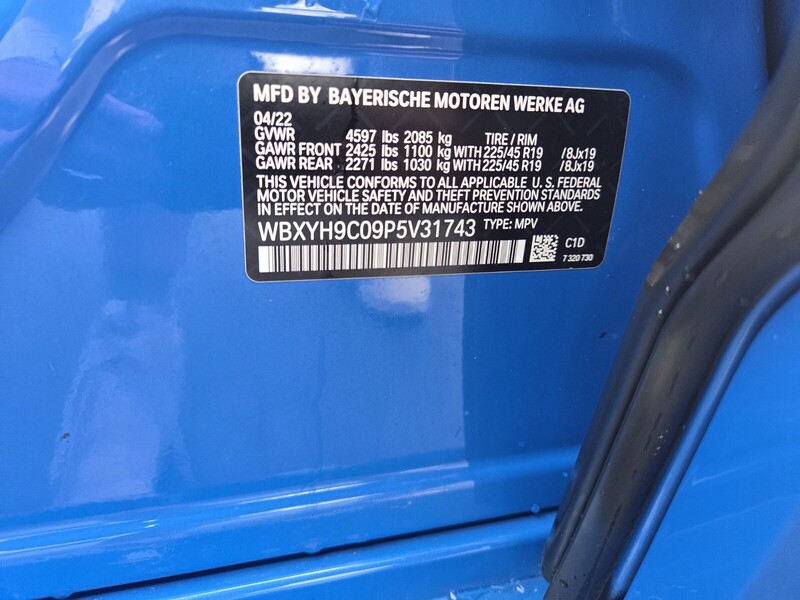 MFD BY BAYERISCHE MOTOREN WERKE AG
04/22
GVWR 4597 lbs 2085 kg TIRE / RIM
GAWR FRONT 2425 lbs 1100 kg WITH 225/45 R19 /8Jx19
GAWR REAR 2271 lbs 1030 kg WITH 225/45 R19 /8Jx19
THIS VEHICLE CONFORMS TO ALL APPLICABLE U. S. FEDERAL
MOTOR VEHICLE SAFETY AND THEFT PREVENTION STANDARDS
IN EFFECT ON THE DATE OF MANUFACTURE SHOWN ABOVE.
WBXYH9C09P5V31743 TYPE: MPV
C1D
7 320 730